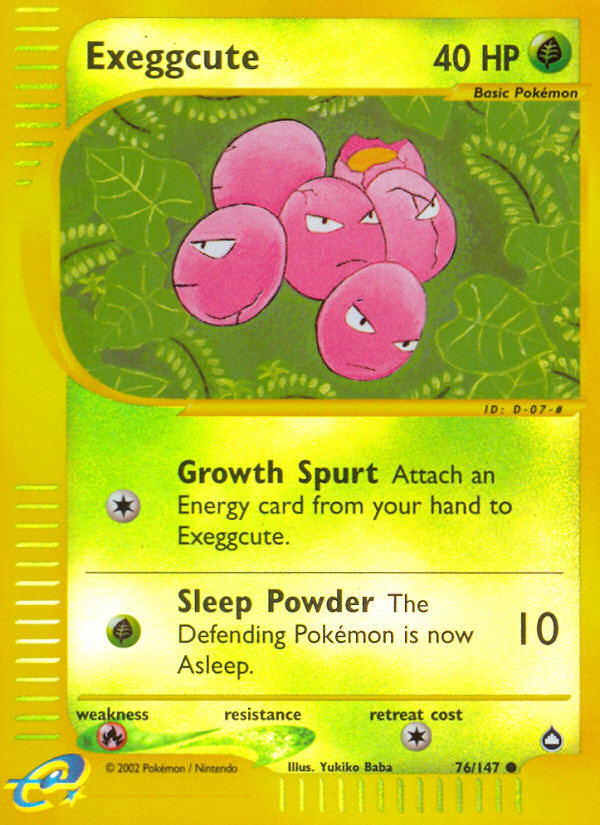 Exeggcute 40 HP
Basic Pokémon
ID: D-07-#
Growth Spurt Attach an
Energy card from your hand to
Exeggcute.
Sleep Powder The
Defending Pokémon is now
Asleep.
10
weakness resistance retreat cost
© 2002 Pokémon / Nintendo Illus. Yukiko Baba 76/147
e